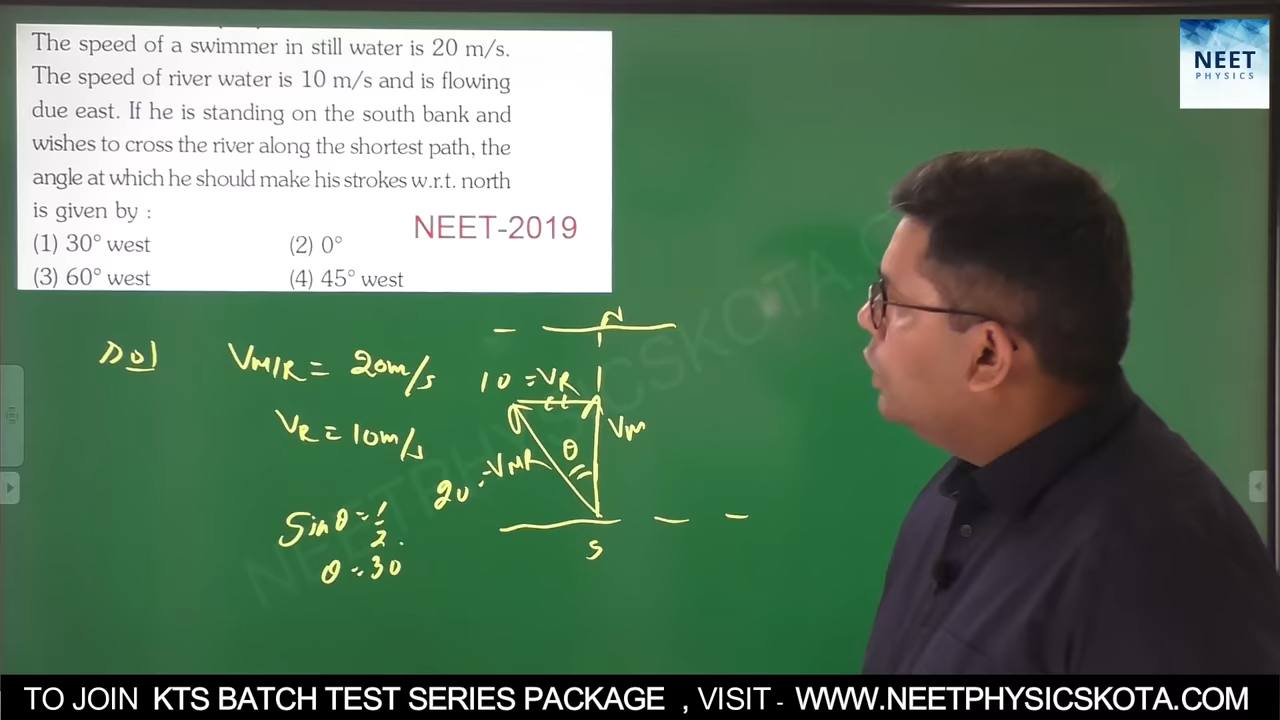 The speed of a swimmer in still water is 20 m/s.
The speed of river water is 10 m/s and is flowing
due east. If he is standing on the south bank and
wishes to cross the river along the shortest path, the
angle at which he should make his strokes w.r.t. north
is given by :
(1) 30° west (2) 0°
(3) 60° west (4) 45° west
NEET-2019
NEET
PHYSICS
N
Sol
VM/R = 20m/s
10 = VR
VR = 10m/s
VM
θ
20 = VMR
Sinθ = 1/2.
θ = 30
S
NEETPHYSICSKOTA.CO
TO JOIN KTS BATCH TEST SERIES PACKAGE , VISIT - WWW.NEETPHYSICSKOTA.COM